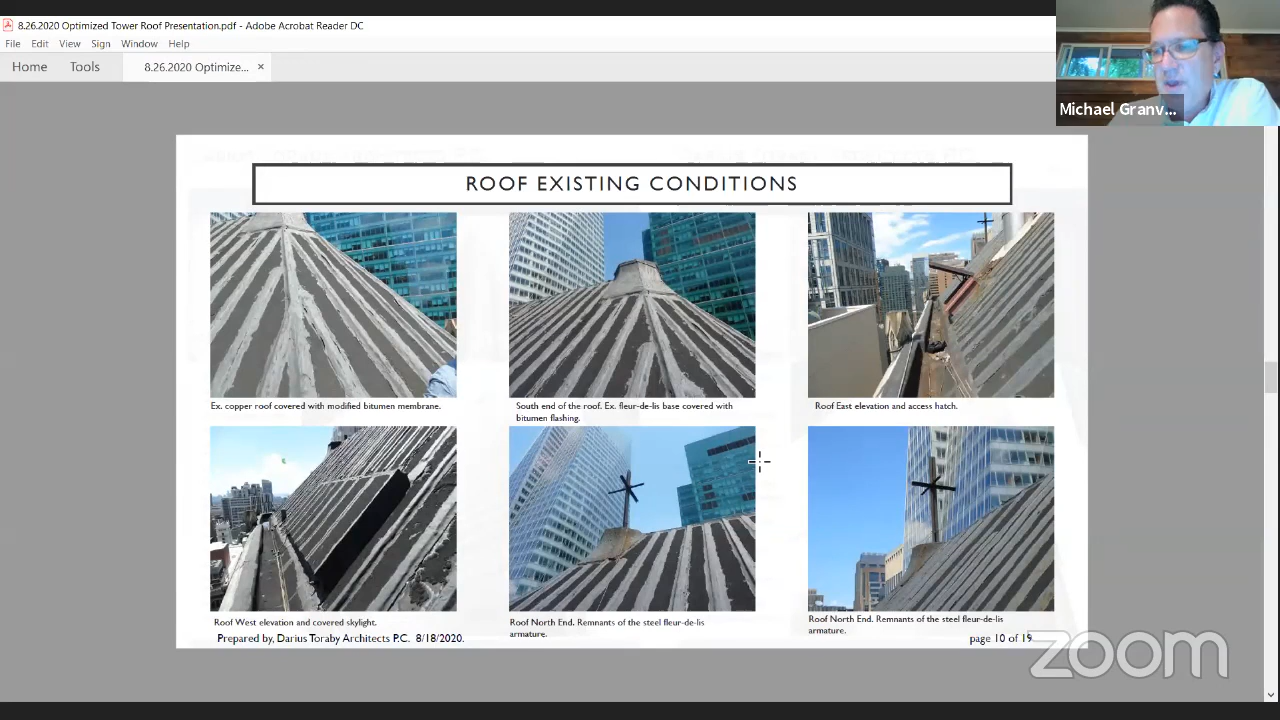 8.26.2020 Optimized Tower Roof Presentation.pdf - Adobe Acrobat Reader DC
File Edit View Sign Window Help
Home Tools 8.26.2020 Optimize... ×
Michael Granv...
ROOF EXISTING CONDITIONS
Ex. copper roof covered with modified bitumen membrane.
South end of the roof. Ex. fleur-de-lis base covered with
bitumen flashing.
Roof East elevation and access hatch.
Roof West elevation and covered skylight.
Roof North End. Remnants of the steel fleur-de-lis
armature.
Roof North End. Remnants of the steel fleur-de-lis
armature.
Prepared by, Darius Toraby Architects P.C. 8/18/2020.
page 10 of 19
zoom